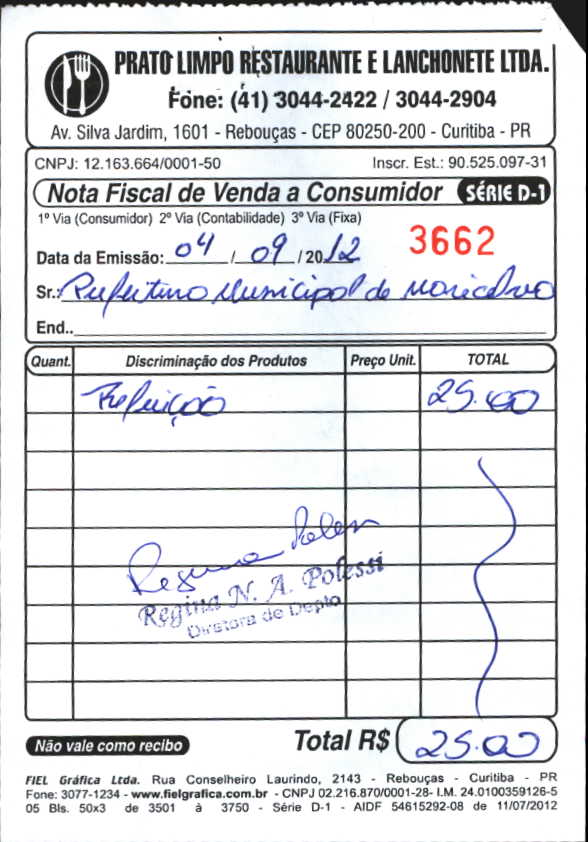 PRATO LIMPO RESTAURANTE E LANCHONETE LTDA.
Fone: (41) 3044-2422 / 3044-2904
Av. Silva Jardim, 1601 - Rebouças - CEP 80250-200 - Curitiba - PR
CNPJ: 12.163.664/0001-50 Inscr. Est.: 90.525.097-31
Nota Fiscal de Venda a Consumidor SÉRIE D-1
1º Via (Consumidor) 2º Via (Contabilidade) 3º Via (Fixa)
3662
Data da Emissão: 04 / 09 / 2012
Sr.: Prefeitura Municipal de
End..
Quant. Discriminação dos Produtos Preço Unit. TOTAL
Refeição 25.00
Regina N. A. Polessi
Diretora de Depto
Não vale como recibo Total R$ 25.00
FIEL Gráfica Ltda. Rua Conselheiro Laurindo, 2143 - Rebouças - Curitiba - PR
Fone: 3077-1234 - www.fielgrafica.com.br - CNPJ 02.216.870/0001-28- I.M. 24.0100359126-5
05 Bls. 50x3 de 3501 à 3750 - Série D-1 - AIDF 54615292-08 de 11/07/2012